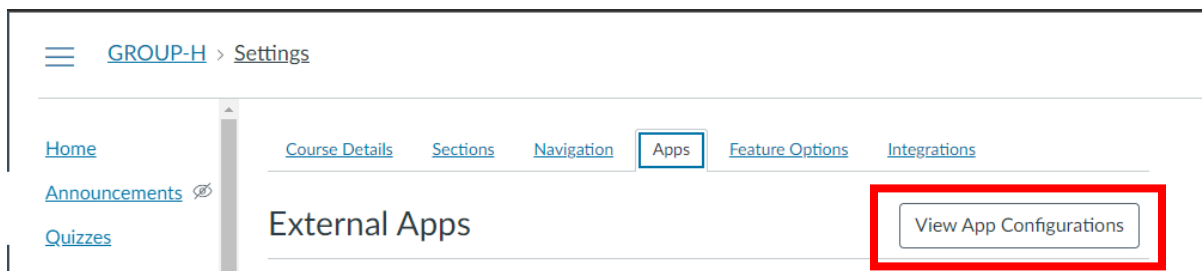 GROUP-H > Settings
Home
Announcements
Quizzes
Course Details Sections Navigation Apps Feature Options Integrations
External Apps View App Configurations